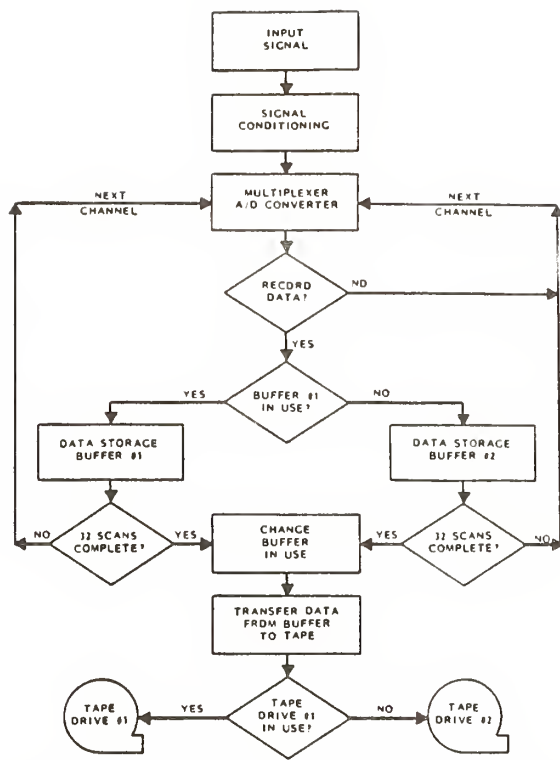 INPUT
SIGNAL
SIGNAL
CONDITIONING
MULTIPLEXER
A/D CONVERTER
NEXT
CHANNEL
NEXT
CHANNEL
RECORD
DATA?
NO
YES
BUFFER #1
IN USE?
YES
NO
DATA STORAGE
BUFFER #1
DATA STORAGE
BUFFER #2
32 SCANS
COMPLETE?
NO
YES
CHANGE
BUFFER
IN USE
YES
32 SCANS
COMPLETE?
NO
TRANSFER DATA
FROM BUFFER
TO TAPE
TAPE
DRIVE #1
IN USE?
YES
NO
TAPE
DRIVE #1
TAPE
DRIVE #2